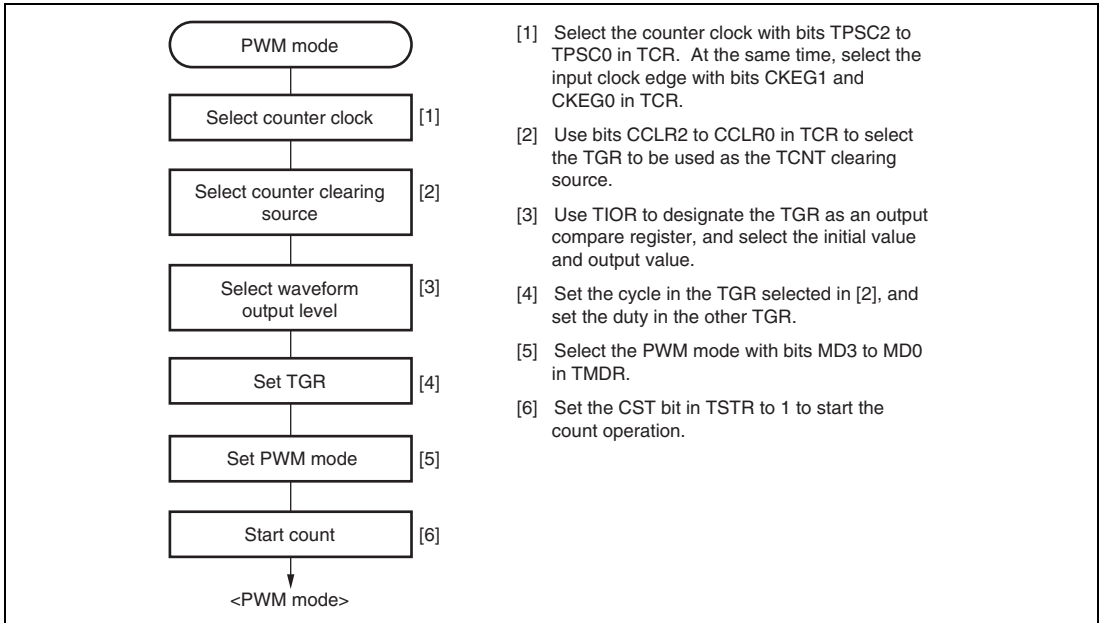 PWM mode
Select counter clock
[1]
Select counter clearing
source
[2]
Select waveform
output level
[3]
Set TGR
[4]
Set PWM mode
[5]
Start count
[6]
<PWM mode>
[1] Select the counter clock with bits TPSC2 to
TPSC0 in TCR. At the same time, select the
input clock edge with bits CKEG1 and
CKEG0 in TCR.
[2] Use bits CCLR2 to CCLR0 in TCR to select
the TGR to be used as the TCNT clearing
source.
[3] Use TIOR to designate the TGR as an output
compare register, and select the initial value
and output value.
[4] Set the cycle in the TGR selected in [2], and
set the duty in the other TGR.
[5] Select the PWM mode with bits MD3 to MD0
in TMDR.
[6] Set the CST bit in TSTR to 1 to start the
count operation.